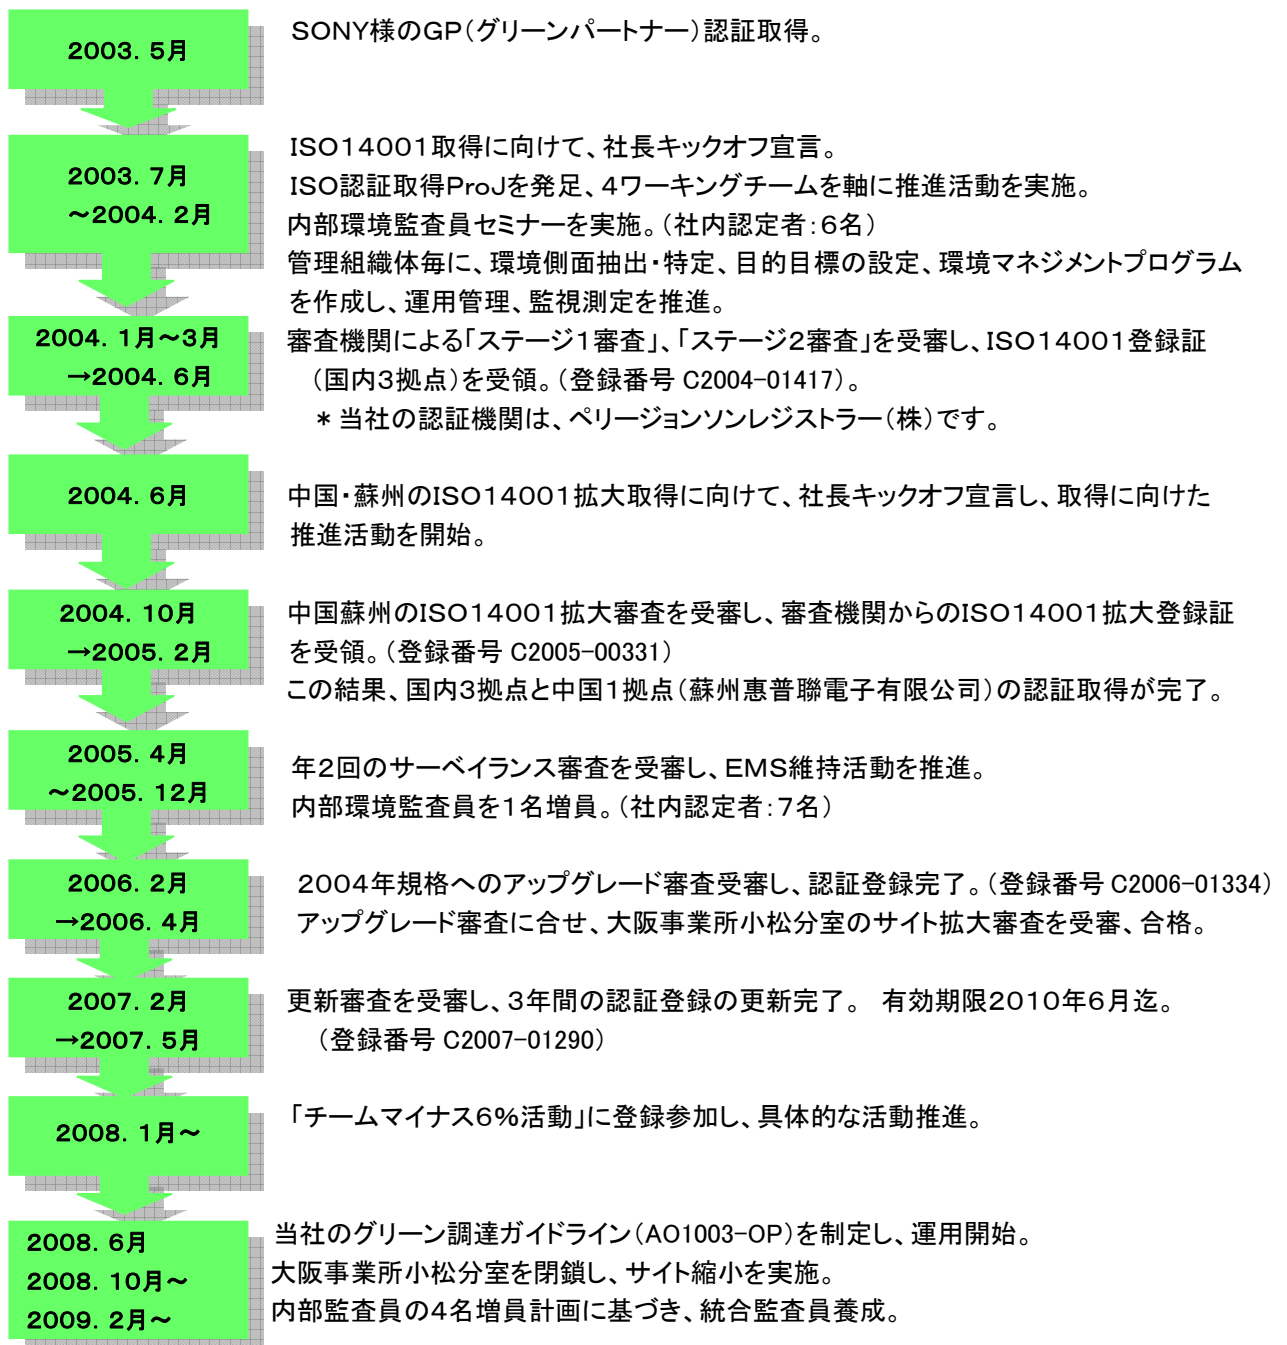 2003．5月
SONY様のGP（グリーンパートナー）認証取得。
2003．7月
～2004．2月
ISO14001取得に向けて、社長キックオフ宣言。
ISO認証取得ProJを発足、4ワーキングチームを軸に推進活動を実施。
内部環境監査員セミナーを実施。（社内認定者：6名）
管理組織体毎に、環境側面抽出・特定、目的目標の設定、環境マネジメントプログラム
を作成し、運用管理、監視測定を推進。
2004．1月～3月
→2004．6月
審査機関による「ステージ1審査」、「ステージ2審査」を受審し、ISO14001登録証
（国内3拠点）を受領。（登録番号 C2004-01417）。
＊当社の認証機関は、ペリージョンソンレジストラー（株）です。
2004．6月
中国・蘇州のISO14001拡大取得に向けて、社長キックオフ宣言し、取得に向けた
推進活動を開始。
2004．10月
→2005．2月
中国蘇州のISO14001拡大審査を受審し、審査機関からのISO14001拡大登録証
を受領。（登録番号 C2005-00331）
この結果、国内3拠点と中国1拠点（蘇州惠普聯電子有限公司）の認証取得が完了。
2005．4月
～2005．12月
年2回のサーベイランス審査を受審し、EMS維持活動を推進。
内部環境監査員を1名増員。（社内認定者：7名）
2006．2月
→2006．4月
2004年規格へのアップグレード審査受審し、認証登録完了。（登録番号 C2006-01334）
アップグレード審査に合せ、大阪事業所小松分室のサイト拡大審査を受審、合格。
2007．2月
→2007．5月
更新審査を受審し、3年間の認証登録の更新完了。 有効期限2010年6月迄。
（登録番号 C2007-01290）
2008．1月～
「チームマイナス6%活動」に登録参加し、具体的な活動推進。
2008．6月
2008．10月～
2009．2月～
当社のグリーン調達ガイドライン（AO1003-OP）を制定し、運用開始。
大阪事業所小松分室を閉鎖し、サイト縮小を実施。
内部監査員の4名増員計画に基づき、統合監査員養成。